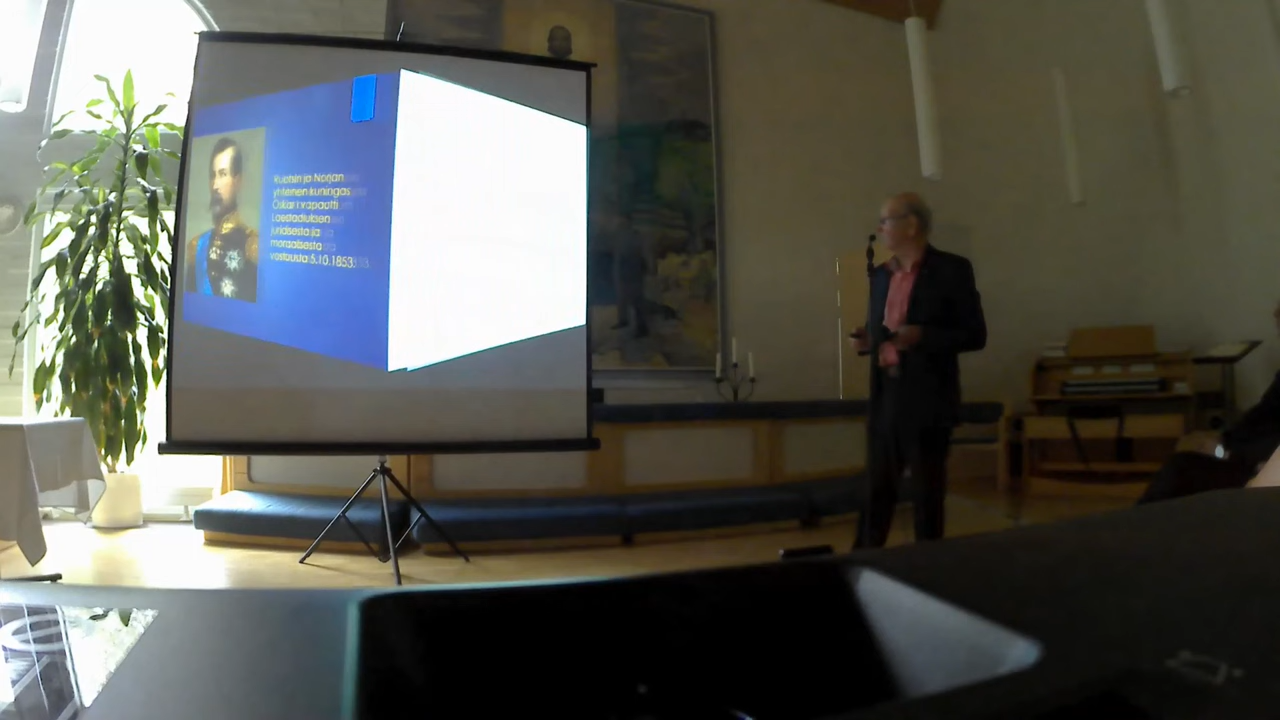 Ruotsin ja Norjan
yhteinen kuningas
Oskar I vapautti
Laestadiuksen
juridisesta ja
moraalisesta
vastuusta 5.10.1853.